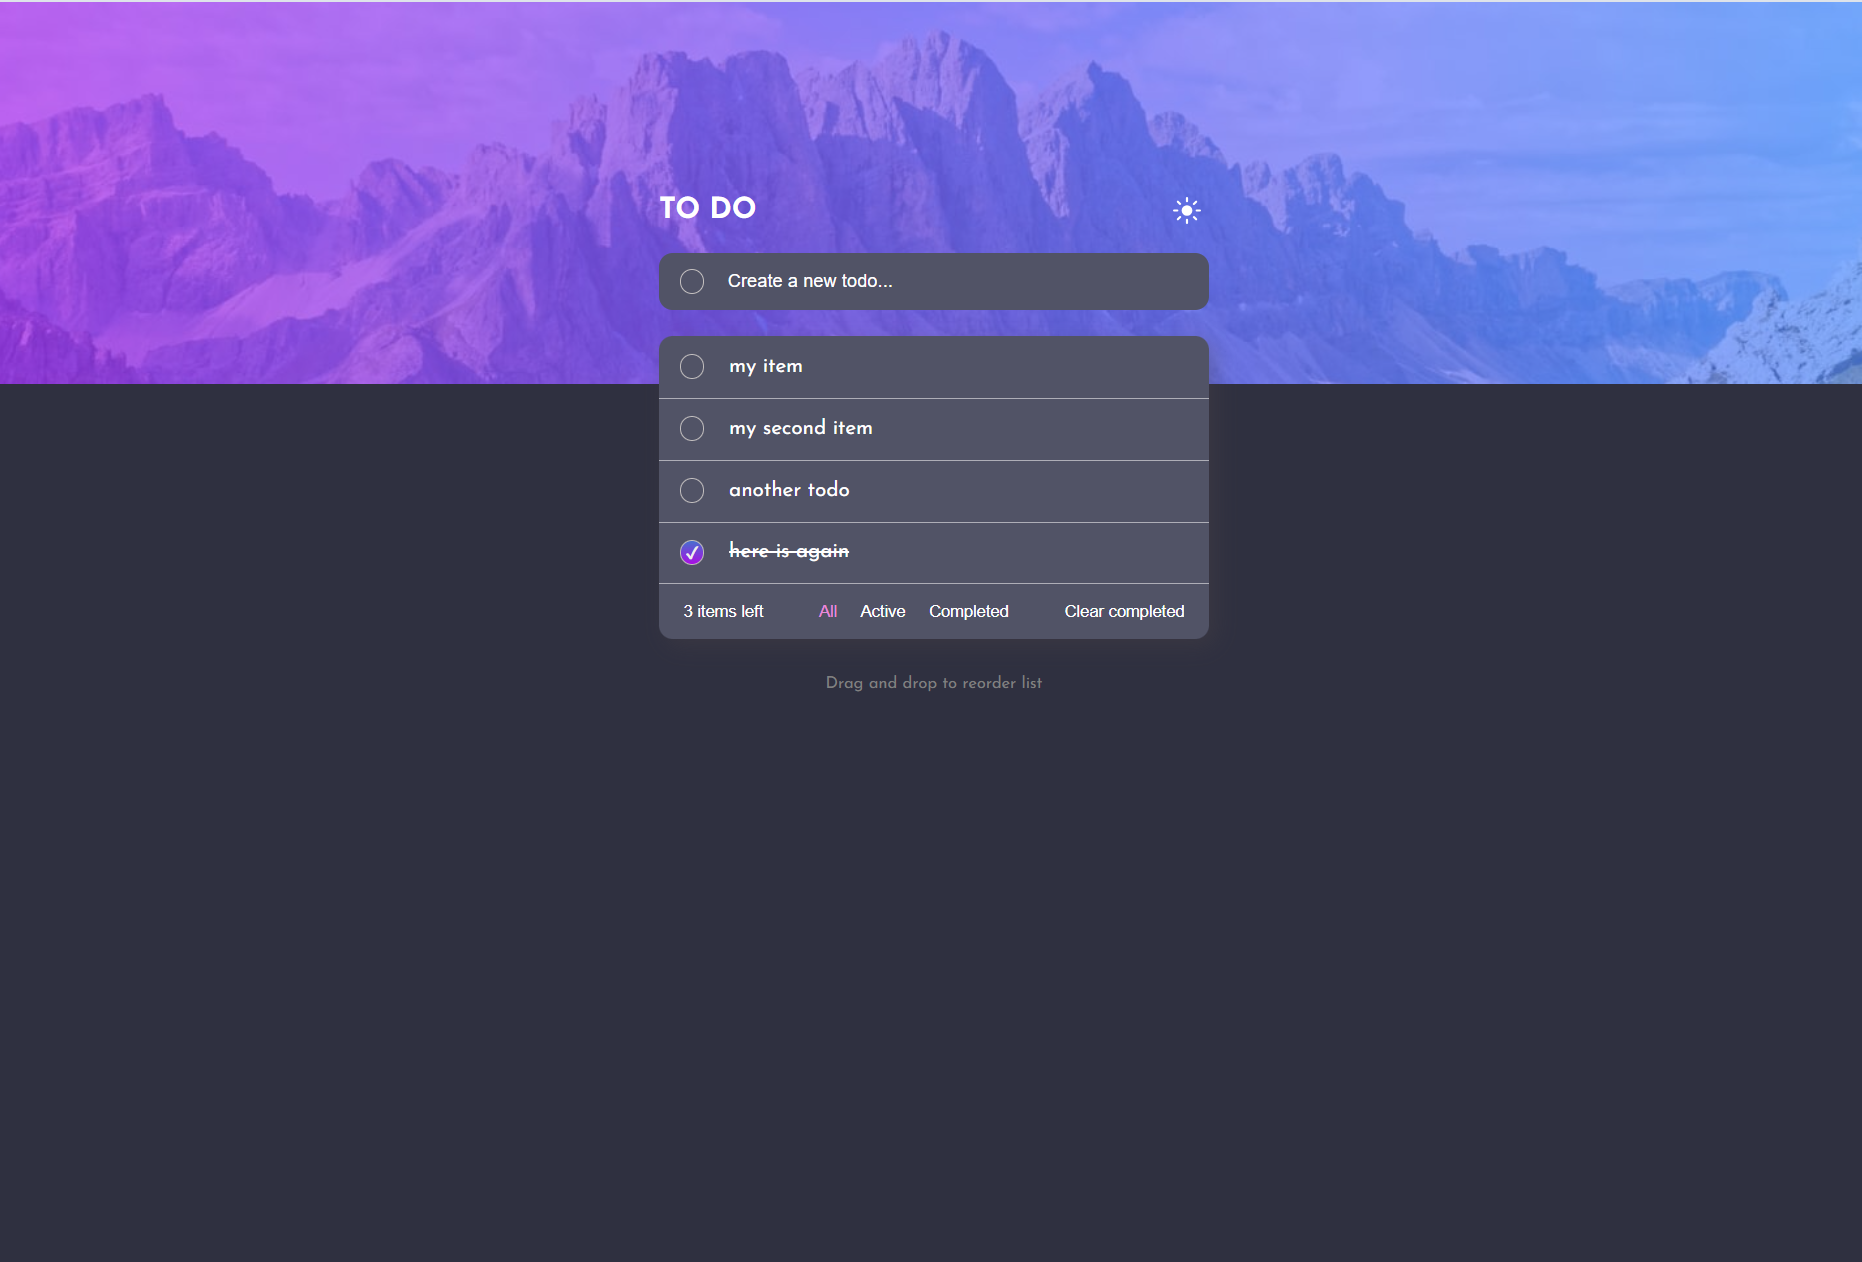 TO DO
Create a new todo...
my item
my second item
another todo
here is again
3 items left All Active Completed Clear completed
Drag and drop to reorder list